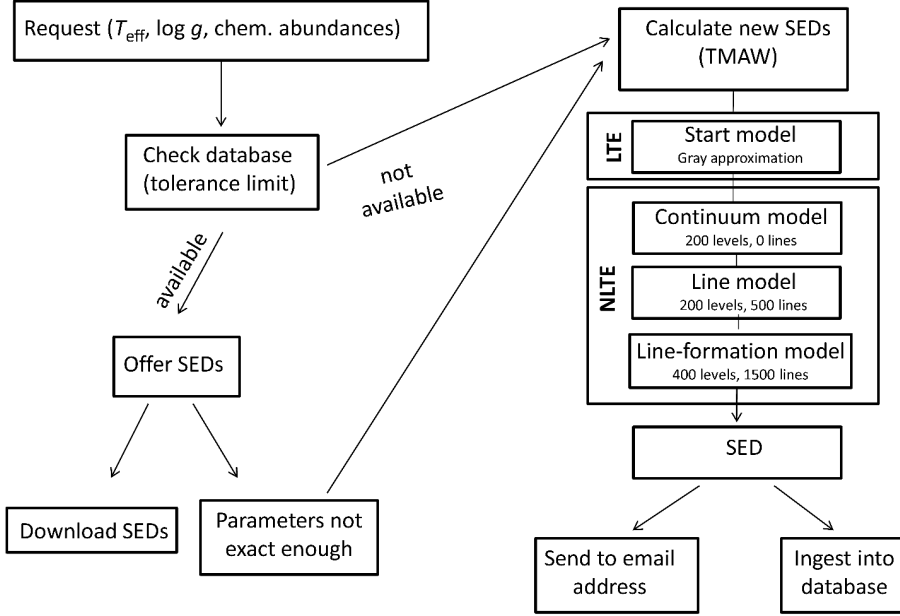 Request (Teff, log g, chem. abundances)
Check database
(tolerance limit)
not
available
available
Offer SEDs
Download SEDs
Parameters not
exact enough
Calculate new SEDs
(TMAW)
LTE
Start model
Gray approximation
NLTE
Continuum model
200 levels, 0 lines
Line model
200 levels, 500 lines
Line-formation model
400 levels, 1500 lines
SED
Send to email
address
Ingest into
database